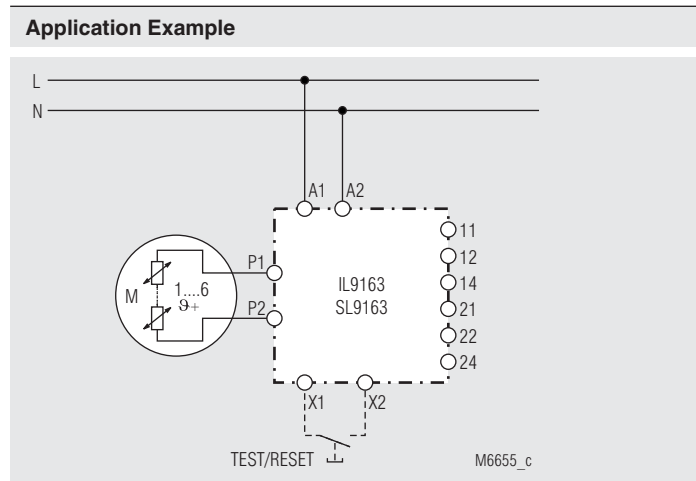 Application Example
L
N
A1 A2
11
12
14
21
22
24
P1
P2
M
1....6
ϑ+
IL9163
SL9163
X1 X2
TEST/RESET
M6655_c